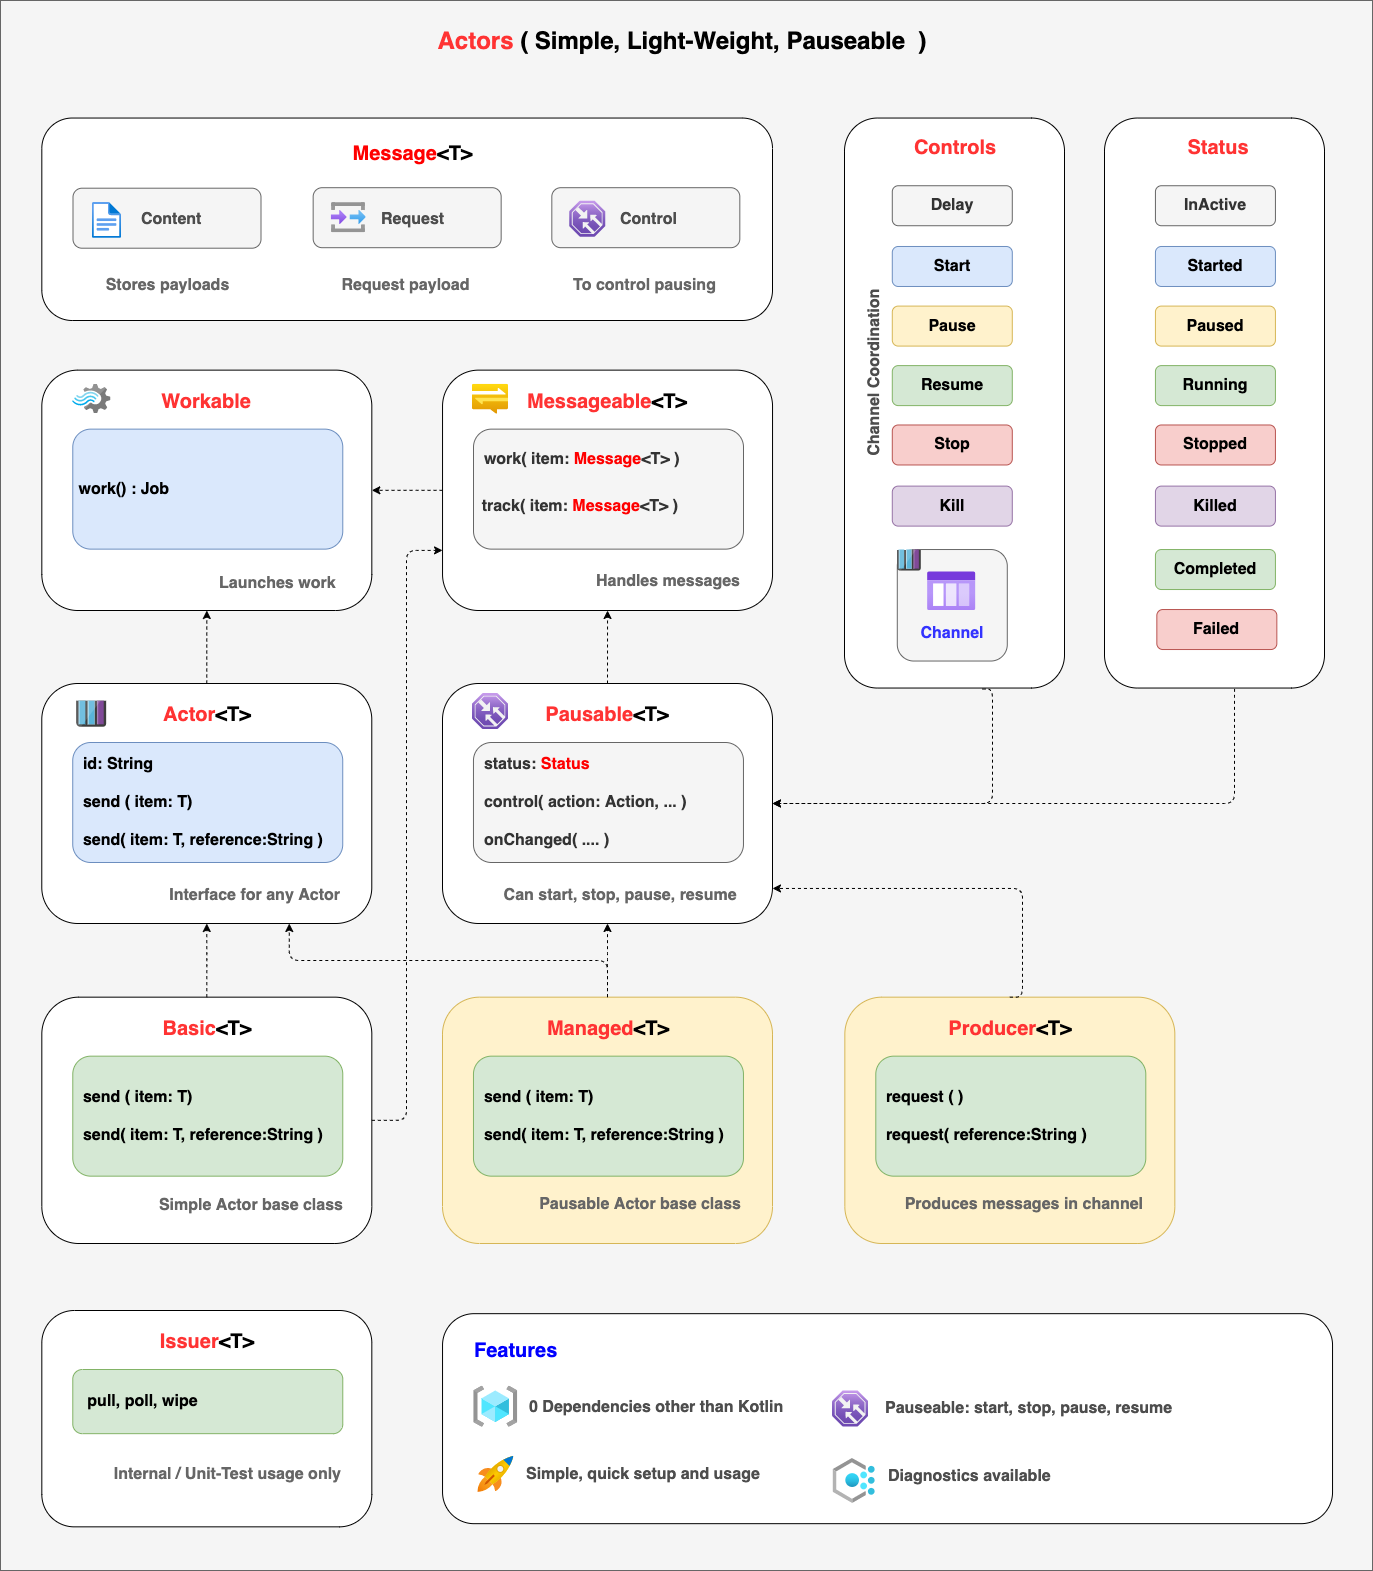 Actors ( Simple, Light-Weight, Pauseable )
Message<T>
Content
Request
Control
Stores payloads
Request payload
To control pausing
Controls
Delay
Start
Pause
Resume
Stop
Kill
Channel Coordination
Channel
Status
InActive
Started
Paused
Running
Stopped
Killed
Completed
Failed
Workable
work() : Job
Launches work
Messageable<T>
work( item: Message<T> )
track( item: Message<T> )
Handles messages
Actor<T>
id: String
send ( item: T)
send( item: T, reference:String )
Interface for any Actor
Pausable<T>
status: Status
control( action: Action, ... )
onChanged( .... )
Can start, stop, pause, resume
Basic<T>
send ( item: T)
send( item: T, reference:String )
Simple Actor base class
Managed<T>
send ( item: T)
send( item: T, reference:String )
Pausable Actor base class
Producer<T>
request ( )
request( reference:String )
Produces messages in channel
Issuer<T>
pull, poll, wipe
Internal / Unit-Test usage only
Features
0 Dependencies other than Kotlin
Pauseable: start, stop, pause, resume
Simple, quick setup and usage
Diagnostics available